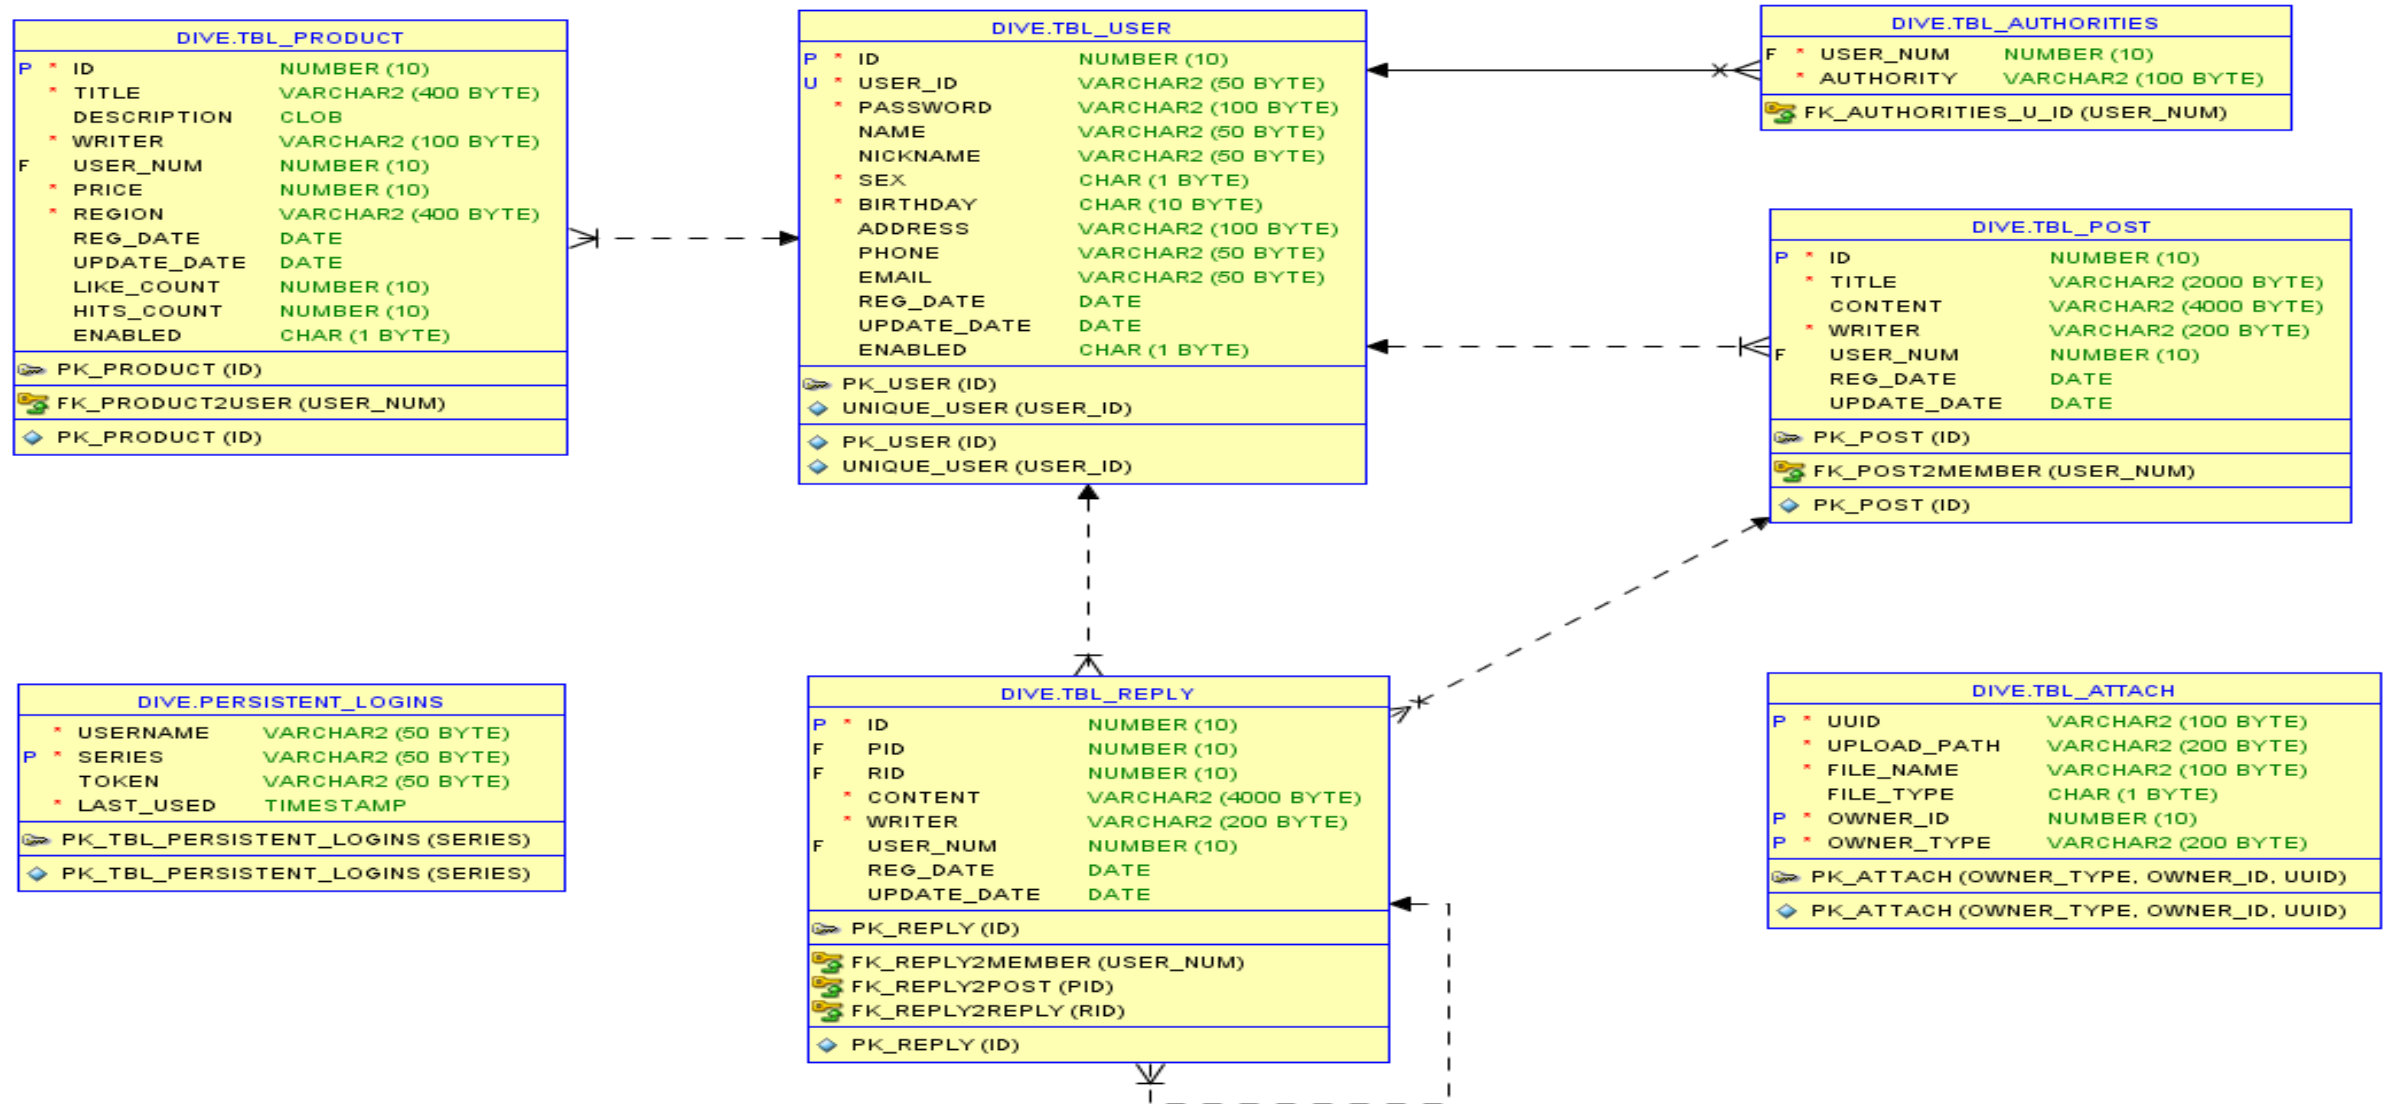 DIVE.TBL_PRODUCT
P * ID NUMBER (10)
* TITLE VARCHAR2 (400 BYTE)
DESCRIPTION CLOB
* WRITER VARCHAR2 (100 BYTE)
F USER_NUM NUMBER (10)
* PRICE NUMBER (10)
* REGION VARCHAR2 (400 BYTE)
REG_DATE DATE
UPDATE_DATE DATE
LIKE_COUNT NUMBER (10)
HITS_COUNT NUMBER (10)
ENABLED CHAR (1 BYTE)
PK_PRODUCT (ID)
FK_PRODUCT2USER (USER_NUM)
PK_PRODUCT (ID)
DIVE.TBL_USER
P * ID NUMBER (10)
U * USER_ID VARCHAR2 (50 BYTE)
* PASSWORD VARCHAR2 (100 BYTE)
NAME VARCHAR2 (50 BYTE)
NICKNAME VARCHAR2 (50 BYTE)
* SEX CHAR (1 BYTE)
* BIRTHDAY CHAR (10 BYTE)
ADDRESS VARCHAR2 (100 BYTE)
PHONE VARCHAR2 (50 BYTE)
EMAIL VARCHAR2 (50 BYTE)
REG_DATE DATE
UPDATE_DATE DATE
ENABLED CHAR (1 BYTE)
PK_USER (ID)
UNIQUE_USER (USER_ID)
PK_USER (ID)
UNIQUE_USER (USER_ID)
DIVE.TBL_AUTHORITIES
F * USER_NUM NUMBER (10)
* AUTHORITY VARCHAR2 (100 BYTE)
FK_AUTHORITIES_U_ID (USER_NUM)
DIVE.TBL_POST
P * ID NUMBER (10)
* TITLE VARCHAR2 (2000 BYTE)
CONTENT VARCHAR2 (4000 BYTE)
* WRITER VARCHAR2 (200 BYTE)
F USER_NUM NUMBER (10)
REG_DATE DATE
UPDATE_DATE DATE
PK_POST (ID)
FK_POST2MEMBER (USER_NUM)
PK_POST (ID)
DIVE.PERSISTENT_LOGINS
* USERNAME VARCHAR2 (50 BYTE)
P * SERIES VARCHAR2 (50 BYTE)
TOKEN VARCHAR2 (50 BYTE)
* LAST_USED TIMESTAMP
PK_TBL_PERSISTENT_LOGINS (SERIES)
PK_TBL_PERSISTENT_LOGINS (SERIES)
DIVE.TBL_REPLY
P * ID NUMBER (10)
F PID NUMBER (10)
F RID NUMBER (10)
* CONTENT VARCHAR2 (4000 BYTE)
* WRITER VARCHAR2 (200 BYTE)
F USER_NUM NUMBER (10)
REG_DATE DATE
UPDATE_DATE DATE
PK_REPLY (ID)
FK_REPLY2MEMBER (USER_NUM)
FK_REPLY2POST (PID)
FK_REPLY2REPLY (RID)
PK_REPLY (ID)
DIVE.TBL_ATTACH
P * UUID VARCHAR2 (100 BYTE)
* UPLOAD_PATH VARCHAR2 (200 BYTE)
* FILE_NAME VARCHAR2 (100 BYTE)
FILE_TYPE CHAR (1 BYTE)
P * OWNER_ID NUMBER (10)
P * OWNER_TYPE VARCHAR2 (200 BYTE)
PK_ATTACH (OWNER_TYPE, OWNER_ID, UUID)
PK_ATTACH (OWNER_TYPE, OWNER_ID, UUID)